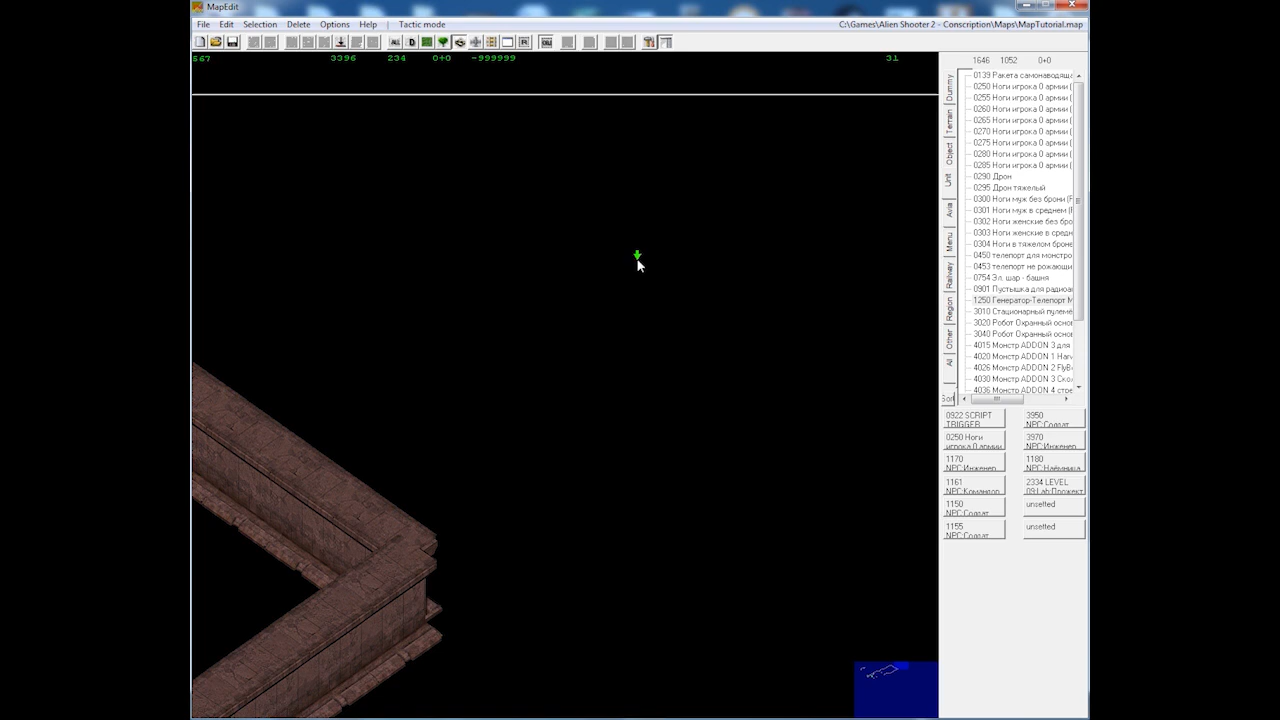 MapEdit
File Edit Selection Delete Options Help Tactic mode
C:\Games\Alien Shooter 2 - Conscription\Maps\MapTutorial.map
567 3396 234 0+0 -999999 31
1646 1052 0+0
Dummy
Terrain
Object
Unit
Avia
Menu
Railway
Region
Other
All
0139 Ракета самонаводяща
0250 Ноги игрока 0 армии (
0255 Ноги игрока 0 армии (
0260 Ноги игрока 0 армии (
0265 Ноги игрока 0 армии (
0270 Ноги игрока 0 армии (
0275 Ноги игрока 0 армии (
0280 Ноги игрока 0 армии (
0285 Ноги игрока 0 армии (
0290 Дрон
0295 Дрон тяжелый
0300 Ноги муж без брони (F
0301 Ноги муж в среднем (F
0302 Ноги женские без бро
0303 Ноги женские в средн
0304 Ноги в тяжелом броне
0450 телепорт для монстро
0453 телепорт не рожающи
0754 Эл. шар - башня
0901 Пустышка для радиоа
1250 Генератор-Телепорт М
3010 Стационарный пулемё
3020 Робот Охранный основ
3040 Робот Охранный основ
4015 Монстр ADDON 3 для
4020 Монстр ADDON 1 Harv
4026 Монстр ADDON 2 FlyB
4030 Монстр ADDON 3 Ско
4036 Монстр ADDON 4 стре
Sort
0922 SCRIPT TRIGGER
3950 NPC:Солдат
0250 Ноги игрока 0 армии
3970 NPC:Инженер
1170 NPC:Инженер
1180 NPC:Наёмница
1161 NPC:Командор
2334 LEVEL 09 Lab:Прожект
1150 NPC:Солдат
unsetted
1155 NPC:Солдат
unsetted